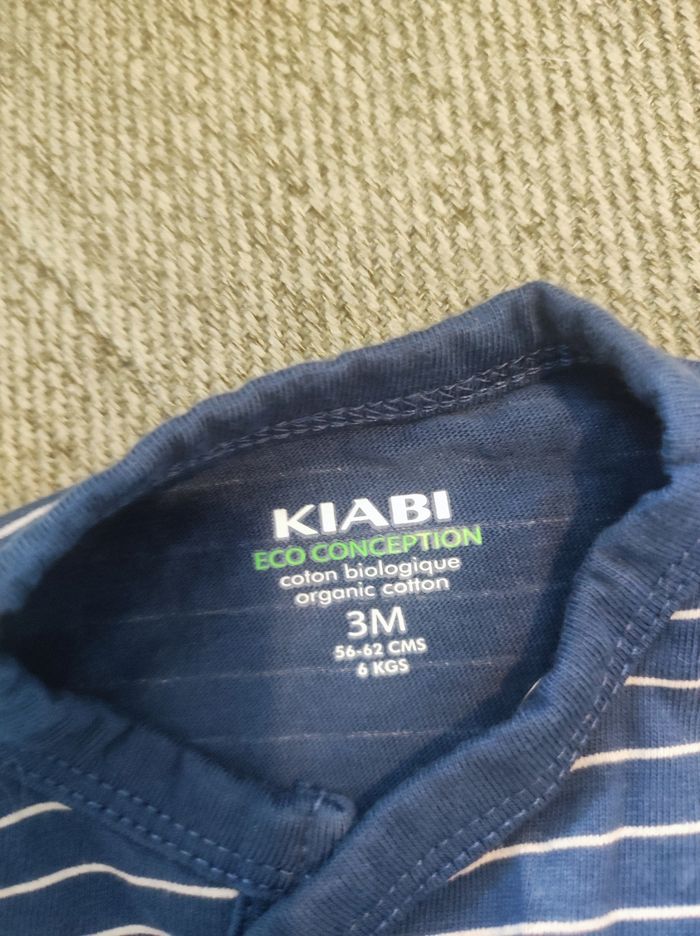 KIABI
ECO CONCEPTION
coton biologique
organic cotton
3M
56-62 CMS
6 KGS